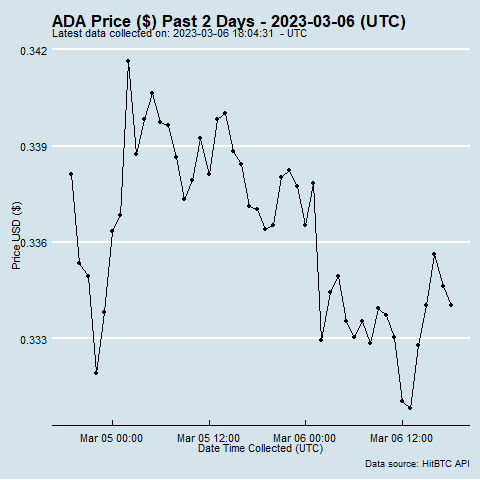 ADA Price ($) Past 2 Days - 2023-03-06 (UTC)
Latest data collected on: 2023-03-06 18:04:31 - UTC
0.342
0.339
0.336
0.333
Price USD ($)
Mar 05 00:00 Mar 05 12:00 Mar 06 00:00 Mar 06 12:00
Date Time Collected (UTC)
Data source: HitBTC API